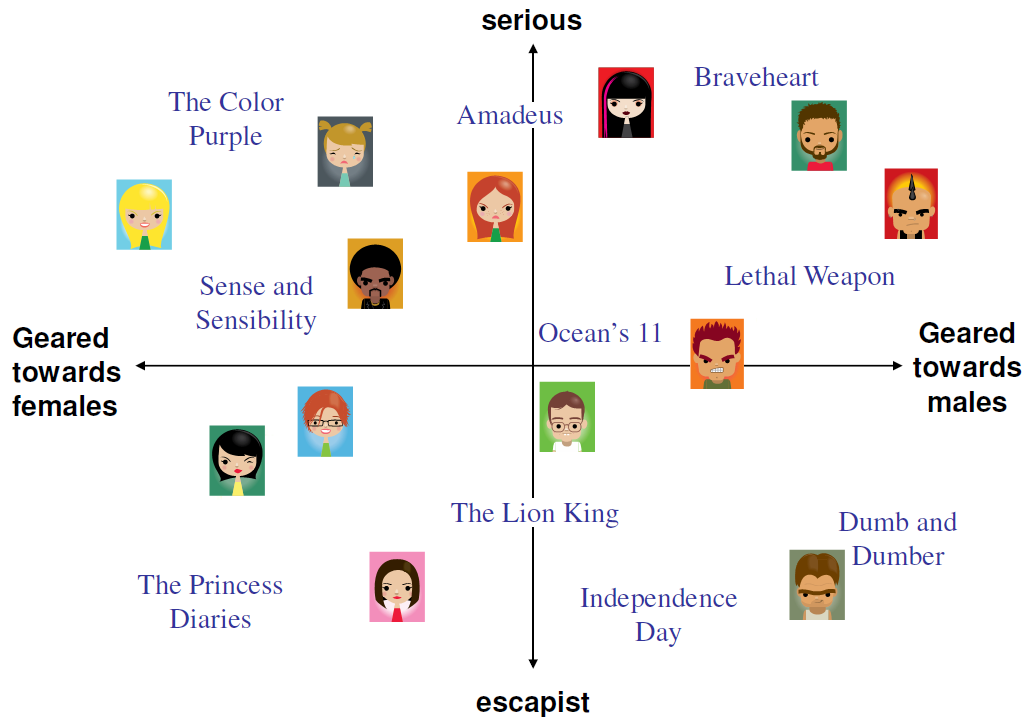 serious
Braveheart
The Color
Purple
Amadeus
Lethal Weapon
Sense and
Sensibility
Ocean's 11
Geared
towards
females
Geared
towards
males
The Lion King
Dumb and
Dumber
The Princess
Diaries
Independence
Day
escapist